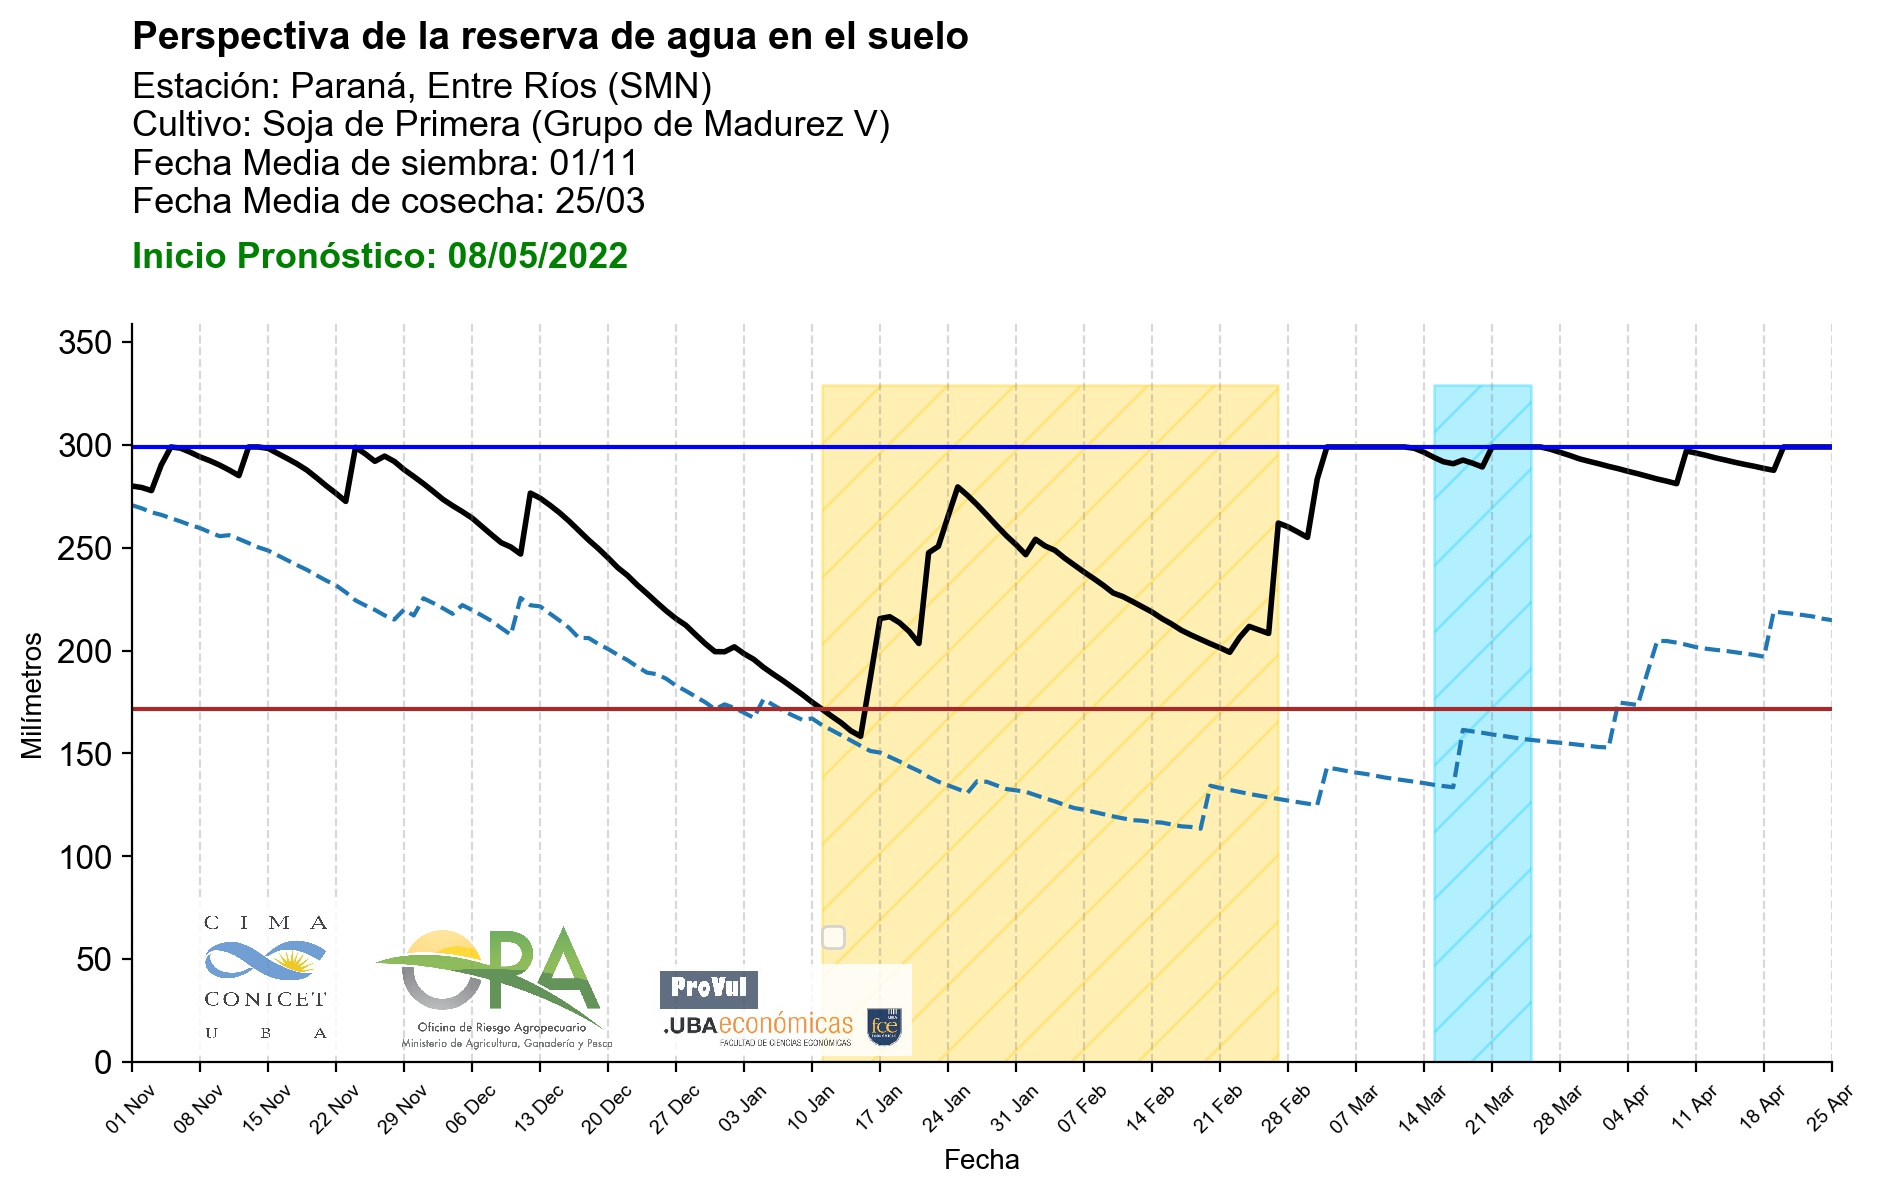 Perspectiva de la reserva de agua en el suelo
Estación: Paraná, Entre Ríos (SMN)
Cultivo: Soja de Primera (Grupo de Madurez V)
Fecha Media de siembra: 01/11
Fecha Media de cosecha: 25/03
Inicio Pronóstico: 08/05/2022
350
300
250
200
150
100
50
0
Milímetros
C I M A
CONICET
U B A
ORA
Oficina de Riesgo Agropecuario
Ministerio de Agricultura, Ganadería y Pesca
ProVul
.UBAeconómicas
FACULTAD DE CIENCIAS ECONÓMICAS
fce
01 Nov
08 Nov
15 Nov
22 Nov
29 Nov
06 Dec
13 Dec
20 Dec
27 Dec
03 Jan
10 Jan
17 Jan
24 Jan
31 Jan
07 Feb
14 Feb
21 Feb
28 Feb
07 Mar
14 Mar
21 Mar
28 Mar
04 Apr
11 Apr
18 Apr
25 Apr
Fecha